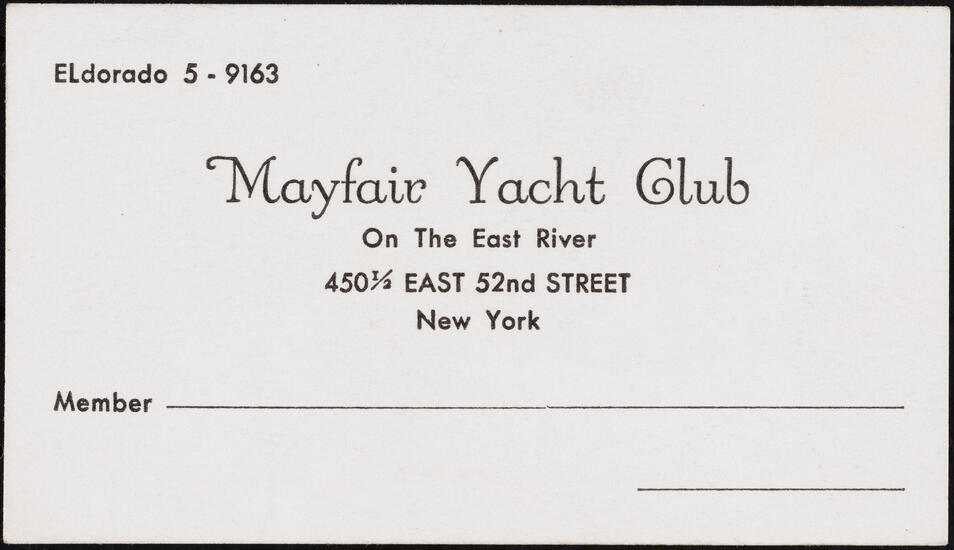 ELdorado 5 - 9163
Mayfair Yacht Club
On The East River
450½ EAST 52nd STREET
New York
Member